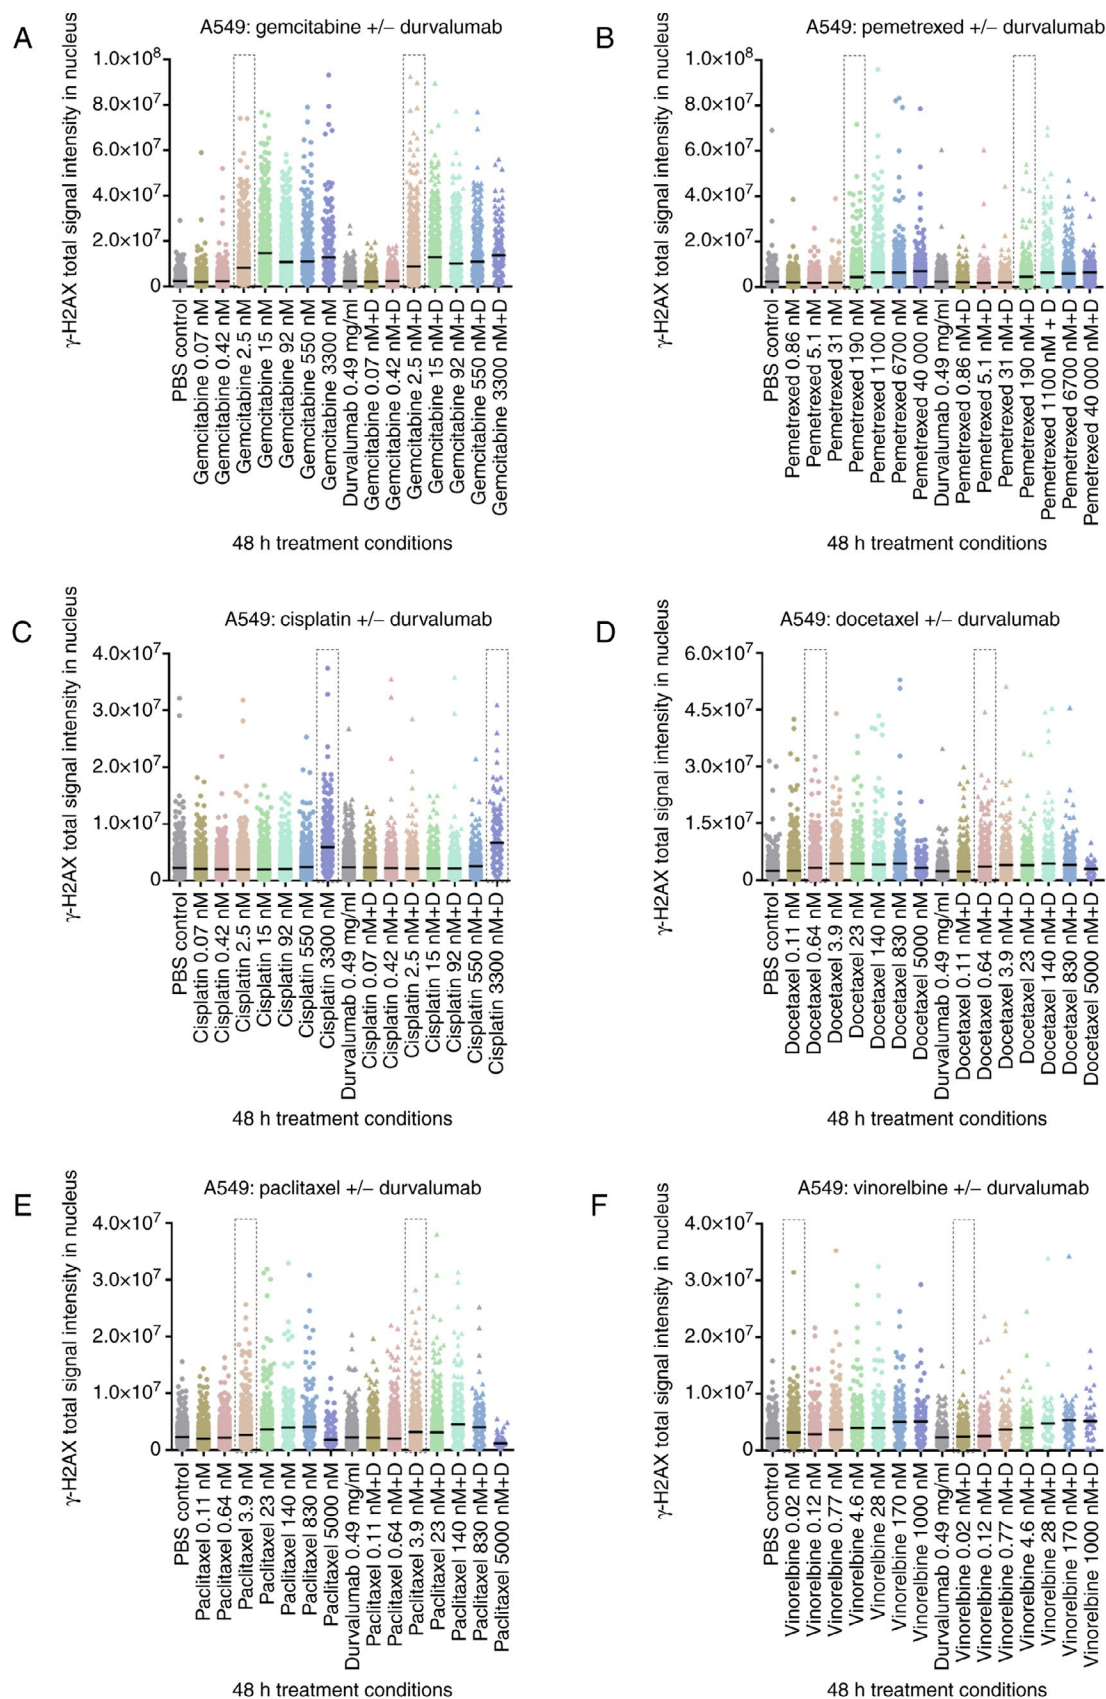 A
A549: gemcitabine +/− durvalumab
γ-H2AX total signal intensity in nucleus
1.0×10⁸
8.0×10⁷
6.0×10⁷
4.0×10⁷
2.0×10⁷
0
PBS control
Gemcitabine 0.07 nM
Gemcitabine 0.42 nM
Gemcitabine 2.5 nM
Gemcitabine 15 nM
Gemcitabine 92 nM
Gemcitabine 550 nM
Gemcitabine 3300 nM
Durvalumab 0.49 mg/ml
Gemcitabine 0.07 nM+D
Gemcitabine 0.42 nM+D
Gemcitabine 2.5 nM+D
Gemcitabine 15 nM+D
Gemcitabine 92 nM+D
Gemcitabine 550 nM+D
Gemcitabine 3300 nM+D
48 h treatment conditions
B
A549: pemetrexed +/− durvalumab
γ-H2AX total signal intensity in nucleus
1.0×10⁸
8.0×10⁷
6.0×10⁷
4.0×10⁷
2.0×10⁷
0
PBS control
Pemetrexed 0.86 nM
Pemetrexed 5.1 nM
Pemetrexed 31 nM
Pemetrexed 190 nM
Pemetrexed 1100 nM
Pemetrexed 6700 nM
Pemetrexed 40 000 nM
Durvalumab 0.49 mg/ml
Pemetrexed 0.86 nM+D
Pemetrexed 5.1 nM+D
Pemetrexed 31 nM+D
Pemetrexed 190 nM+D
Pemetrexed 1100 nM + D
Pemetrexed 6700 nM+D
Pemetrexed 40 000 nM+D
48 h treatment conditions
C
A549: cisplatin +/− durvalumab
γ-H2AX total signal intensity in nucleus
4.0×10⁷
3.0×10⁷
2.0×10⁷
1.0×10⁷
0
PBS control
Cisplatin 0.07 nM
Cisplatin 0.42 nM
Cisplatin 2.5 nM
Cisplatin 15 nM
Cisplatin 92 nM
Cisplatin 550 nM
Cisplatin 3300 nM
Durvalumab 0.49 mg/ml
Cisplatin 0.07 nM+D
Cisplatin 0.42 nM+D
Cisplatin 2.5 nM+D
Cisplatin 15 nM+D
Cisplatin 92 nM+D
Cisplatin 550 nM+D
Cisplatin 3300 nM+D
48 h treatment conditions
D
A549: docetaxel +/− durvalumab
γ-H2AX total signal intensity in nucleus
6.0×10⁷
4.5×10⁷
3.0×10⁷
1.5×10⁷
0
PBS control
Docetaxel 0.11 nM
Docetaxel 0.64 nM
Docetaxel 3.9 nM
Docetaxel 23 nM
Docetaxel 140 nM
Docetaxel 830 nM
Docetaxel 5000 nM
Durvalumab 0.49 mg/ml
Docetaxel 0.11 nM+D
Docetaxel 0.64 nM+D
Docetaxel 3.9 nM+D
Docetaxel 23 nM+D
Docetaxel 140 nM+D
Docetaxel 830 nM+D
Docetaxel 5000 nM+D
48 h treatment conditions
E
A549: paclitaxel +/− durvalumab
γ-H2AX total signal intensity in nucleus
4.0×10⁷
3.0×10⁷
2.0×10⁷
1.0×10⁷
0
PBS control
Paclitaxel 0.11 nM
Paclitaxel 0.64 nM
Paclitaxel 3.9 nM
Paclitaxel 23 nM
Paclitaxel 140 nM
Paclitaxel 830 nM
Paclitaxel 5000 nM
Durvalumab 0.49 mg/ml
Paclitaxel 0.11 nM+D
Paclitaxel 0.64 nM+D
Paclitaxel 3.9 nM+D
Paclitaxel 23 nM+D
Paclitaxel 140 nM+D
Paclitaxel 830 nM+D
Paclitaxel 5000 nM+D
48 h treatment conditions
F
A549: vinorelbine +/− durvalumab
γ-H2AX total signal intensity in nucleus
4.0×10⁷
3.0×10⁷
2.0×10⁷
1.0×10⁷
0
PBS control
Vinorelbine 0.02 nM
Vinorelbine 0.12 nM
Vinorelbine 0.77 nM
Vinorelbine 4.6 nM
Vinorelbine 28 nM
Vinorelbine 170 nM
Vinorelbine 1000 nM
Durvalumab 0.49 mg/ml
Vinorelbine 0.02 nM+D
Vinorelbine 0.12 nM+D
Vinorelbine 0.77 nM+D
Vinorelbine 4.6 nM+D
Vinorelbine 28 nM+D
Vinorelbine 170 nM+D
Vinorelbine 1000 nM+D
48 h treatment conditions